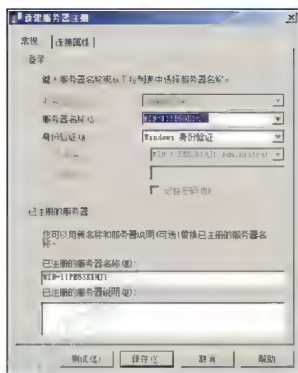 新建服务器注册
常规 连接属性
登录
键入服务器名称或从下拉列表中选择服务器名称。
服务器名称(S)
身份验证(A) Windows 身份验证
记住密码(M)
已注册的服务器
您可以用新名称和服务器说明(可选)替换已注册的服务器名称。
已注册的服务器名称(N):
已注册的服务器说明(D):
测试(E) 保存(V) 取消 帮助